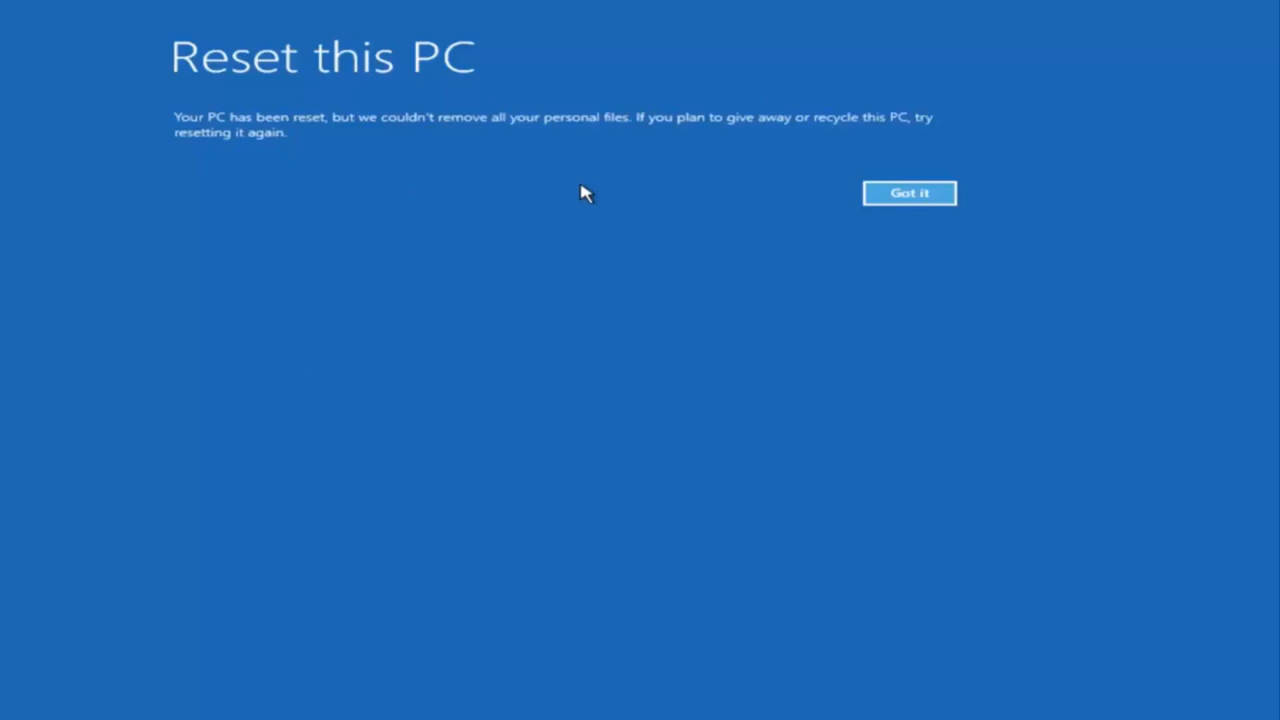 Reset this PC
Your PC has been reset, but we couldn't remove all your personal files. If you plan to give away or recycle this PC, try
resetting it again.
Got it